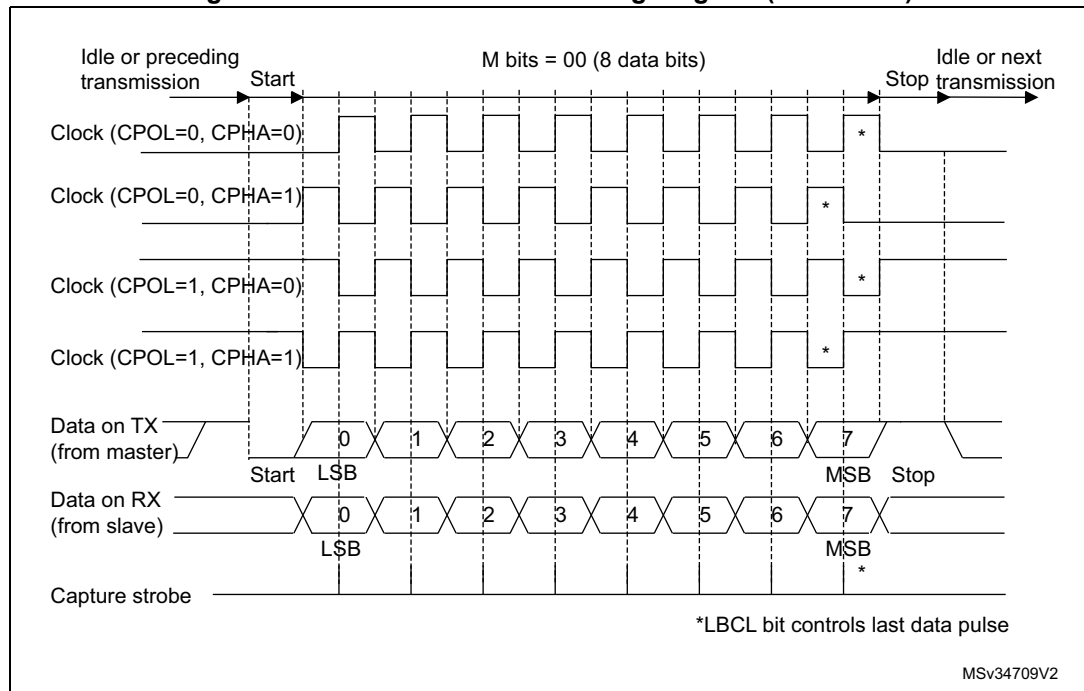 Idle or preceding
transmission
Start
M bits = 00 (8 data bits)
Stop
Idle or next
transmission
Clock (CPOL=0, CPHA=0)
*
Clock (CPOL=0, CPHA=1)
*
Clock (CPOL=1, CPHA=0)
*
Clock (CPOL=1, CPHA=1)
*
Data on TX
(from master)
0 1 2 3 4 5 6 7
Start LSB MSB Stop
Data on RX
(from slave)
0 1 2 3 4 5 6 7
LSB MSB
*
Capture strobe
*LBCL bit controls last data pulse
MSv34709V2